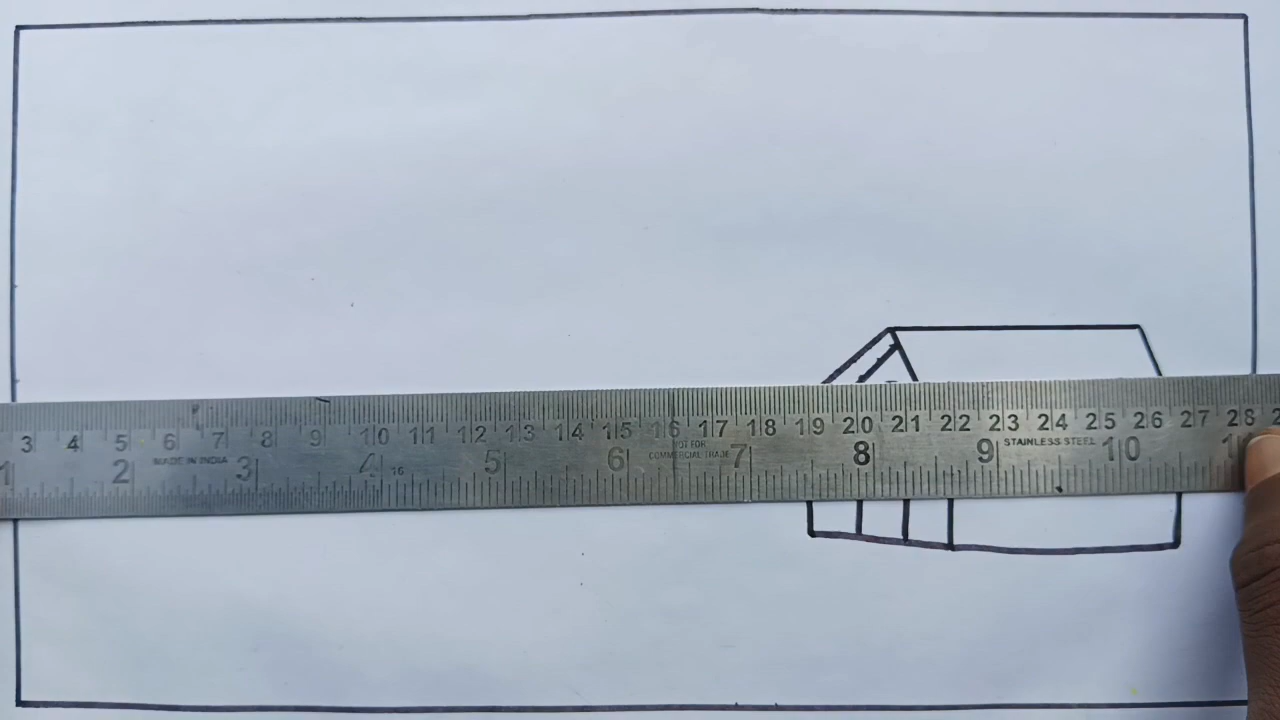 3 4 5 6 7 8 9 10 11 12 13 14 15 16 17 18 19 20 21 22 23 24 25 26 27 28
NOT FOR
COMMERCIAL TRADE
STAINLESS STEEL
1 2 MADE IN INDIA 3 4 16 5 6 7 8 9 10